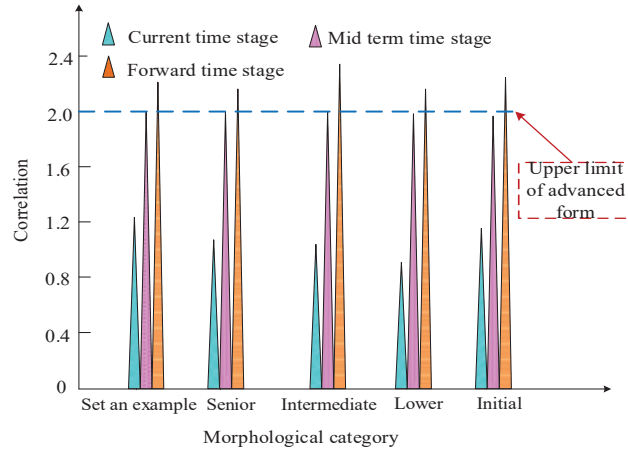 Current time stage
Mid term time stage
Forward time stage
2.4
2.0
1.6
1.2
0.8
0.4
0
Correlation
Upper limit
of advanced
form
Set an example
Senior
Intermediate
Lower
Initial
Morphological category